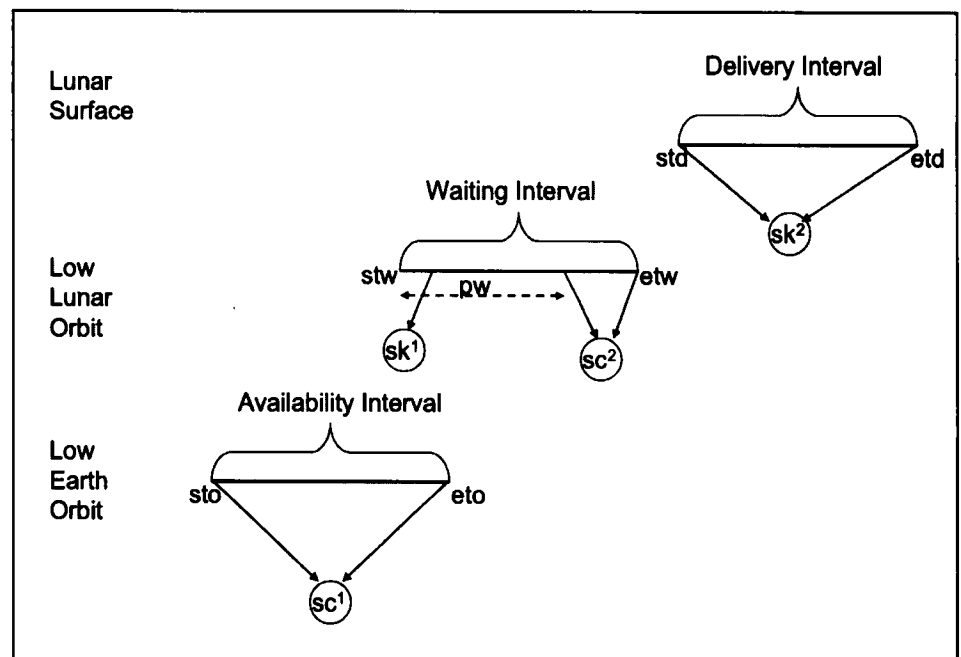 Lunar
Surface
Delivery Interval
std
etd
sk²
Waiting Interval
Low
Lunar
Orbit
stw
pw
etw
sk¹
sc²
Availability Interval
Low
Earth
Orbit
sto
eto
sc¹